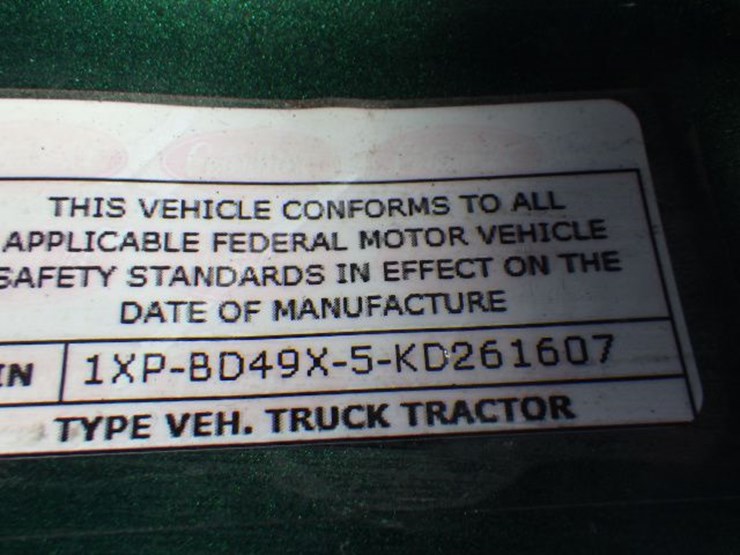 THIS VEHICLE CONFORMS TO ALL
APPLICABLE FEDERAL MOTOR VEHICLE
SAFETY STANDARDS IN EFFECT ON THE
DATE OF MANUFACTURE
IN 1XP-BD49X-5-KD261607
TYPE VEH. TRUCK TRACTOR